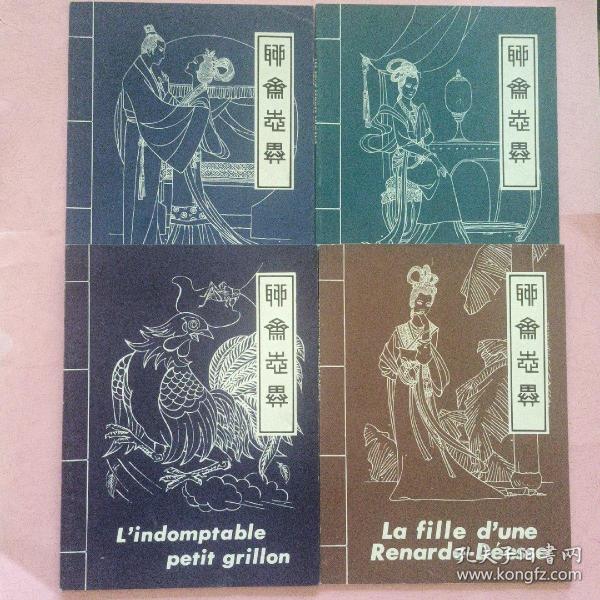 聊齋志異
聊齋志異
聊齋志異
L'indomptable
petit grillon
聊齋志異
La fille d'une
Renarde-Déesse
孔夫子旧书网
www.kongfz.com